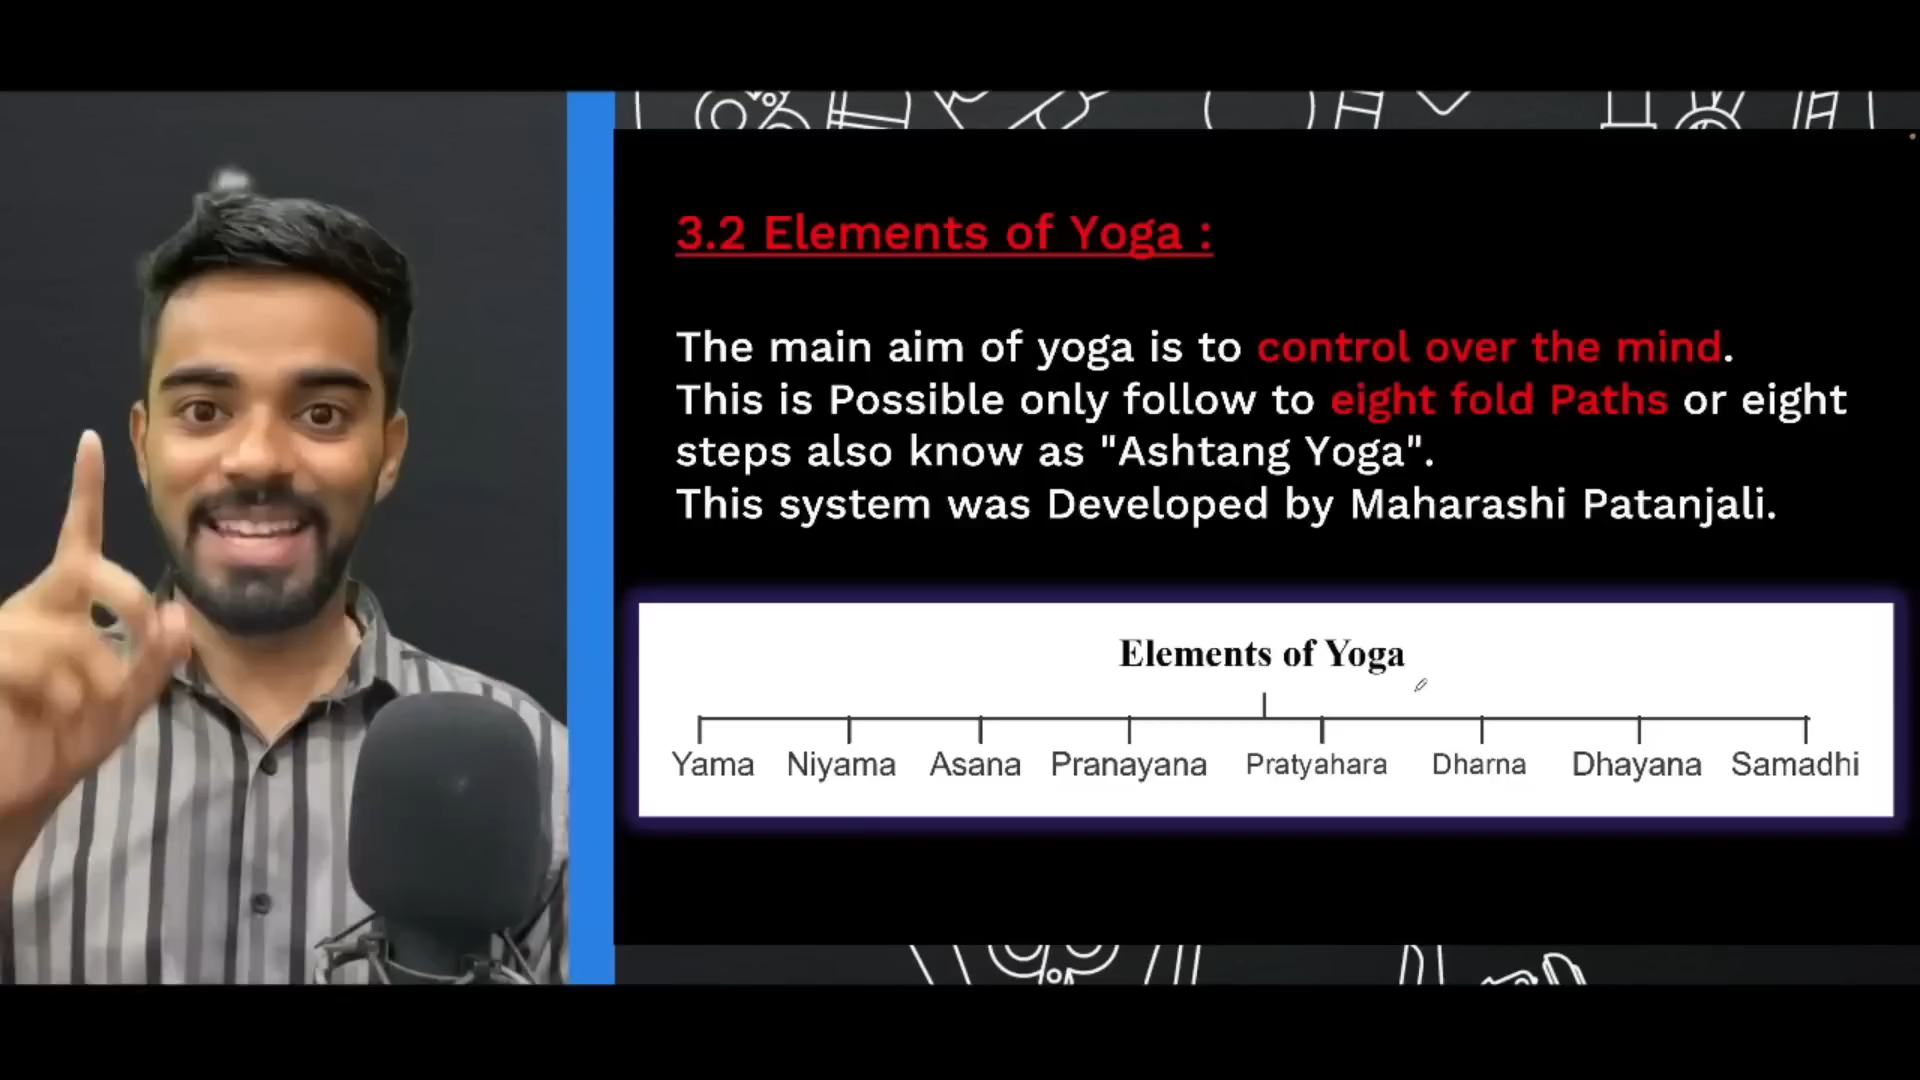 3.2 Elements of Yoga :
The main aim of yoga is to control over the mind.
This is Possible only follow to eight fold Paths or eight
steps also know as "Ashtang Yoga".
This system was Developed by Maharashi Patanjali.
Elements of Yoga
Yama Niyama Asana Pranayana Pratyahara Dharna Dhayana Samadhi